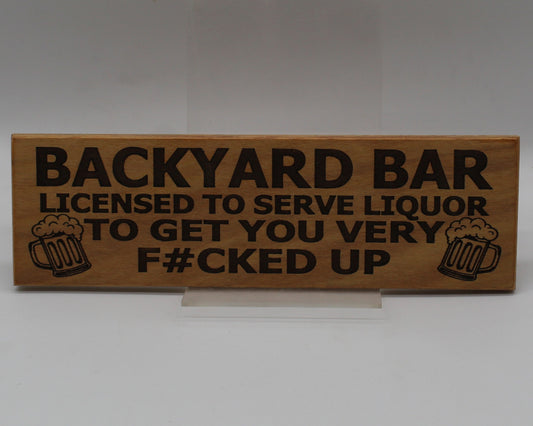 BACKYARD BAR
LICENSED TO SERVE LIQUOR
TO GET YOU VERY
F#CKED UP